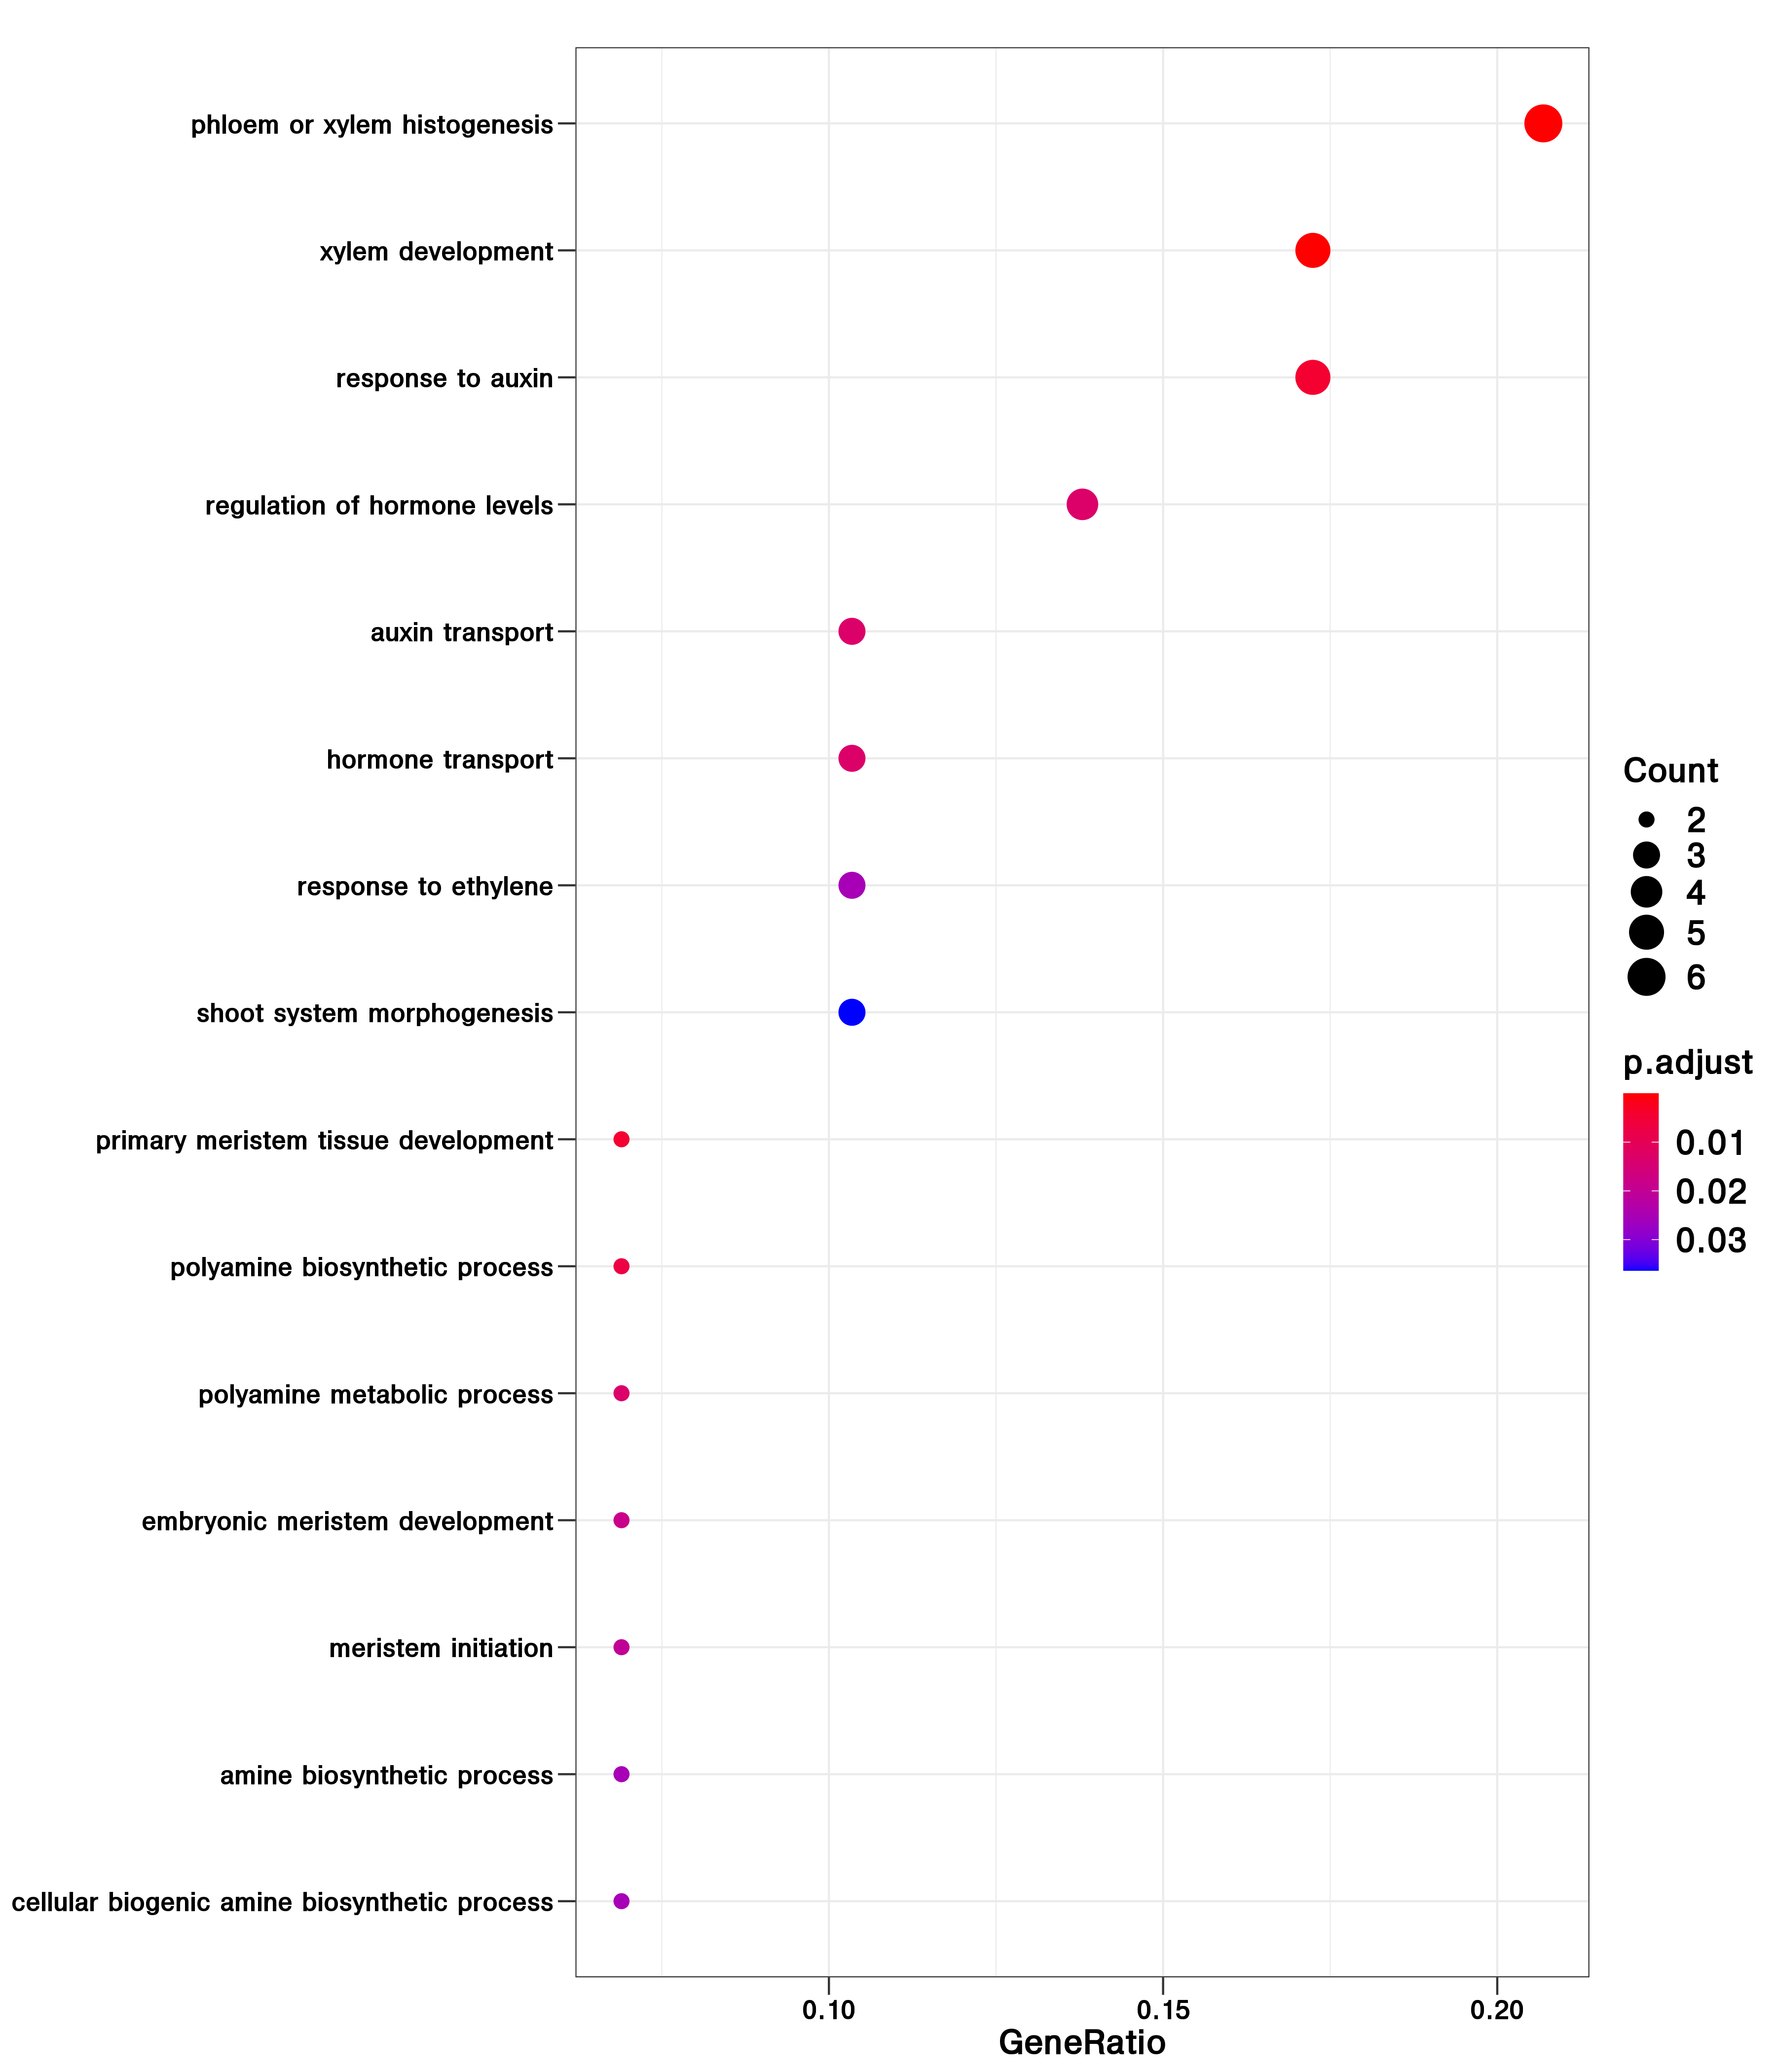 phloem or xylem histogenesis
xylem development
response to auxin
regulation of hormone levels
auxin transport
hormone transport
response to ethylene
shoot system morphogenesis
primary meristem tissue development
polyamine biosynthetic process
polyamine metabolic process
embryonic meristem development
meristem initiation
amine biosynthetic process
cellular biogenic amine biosynthetic process
0.10
0.15
0.20
GeneRatio
Count
2
3
4
5
6
p.adjust
0.01
0.02
0.03